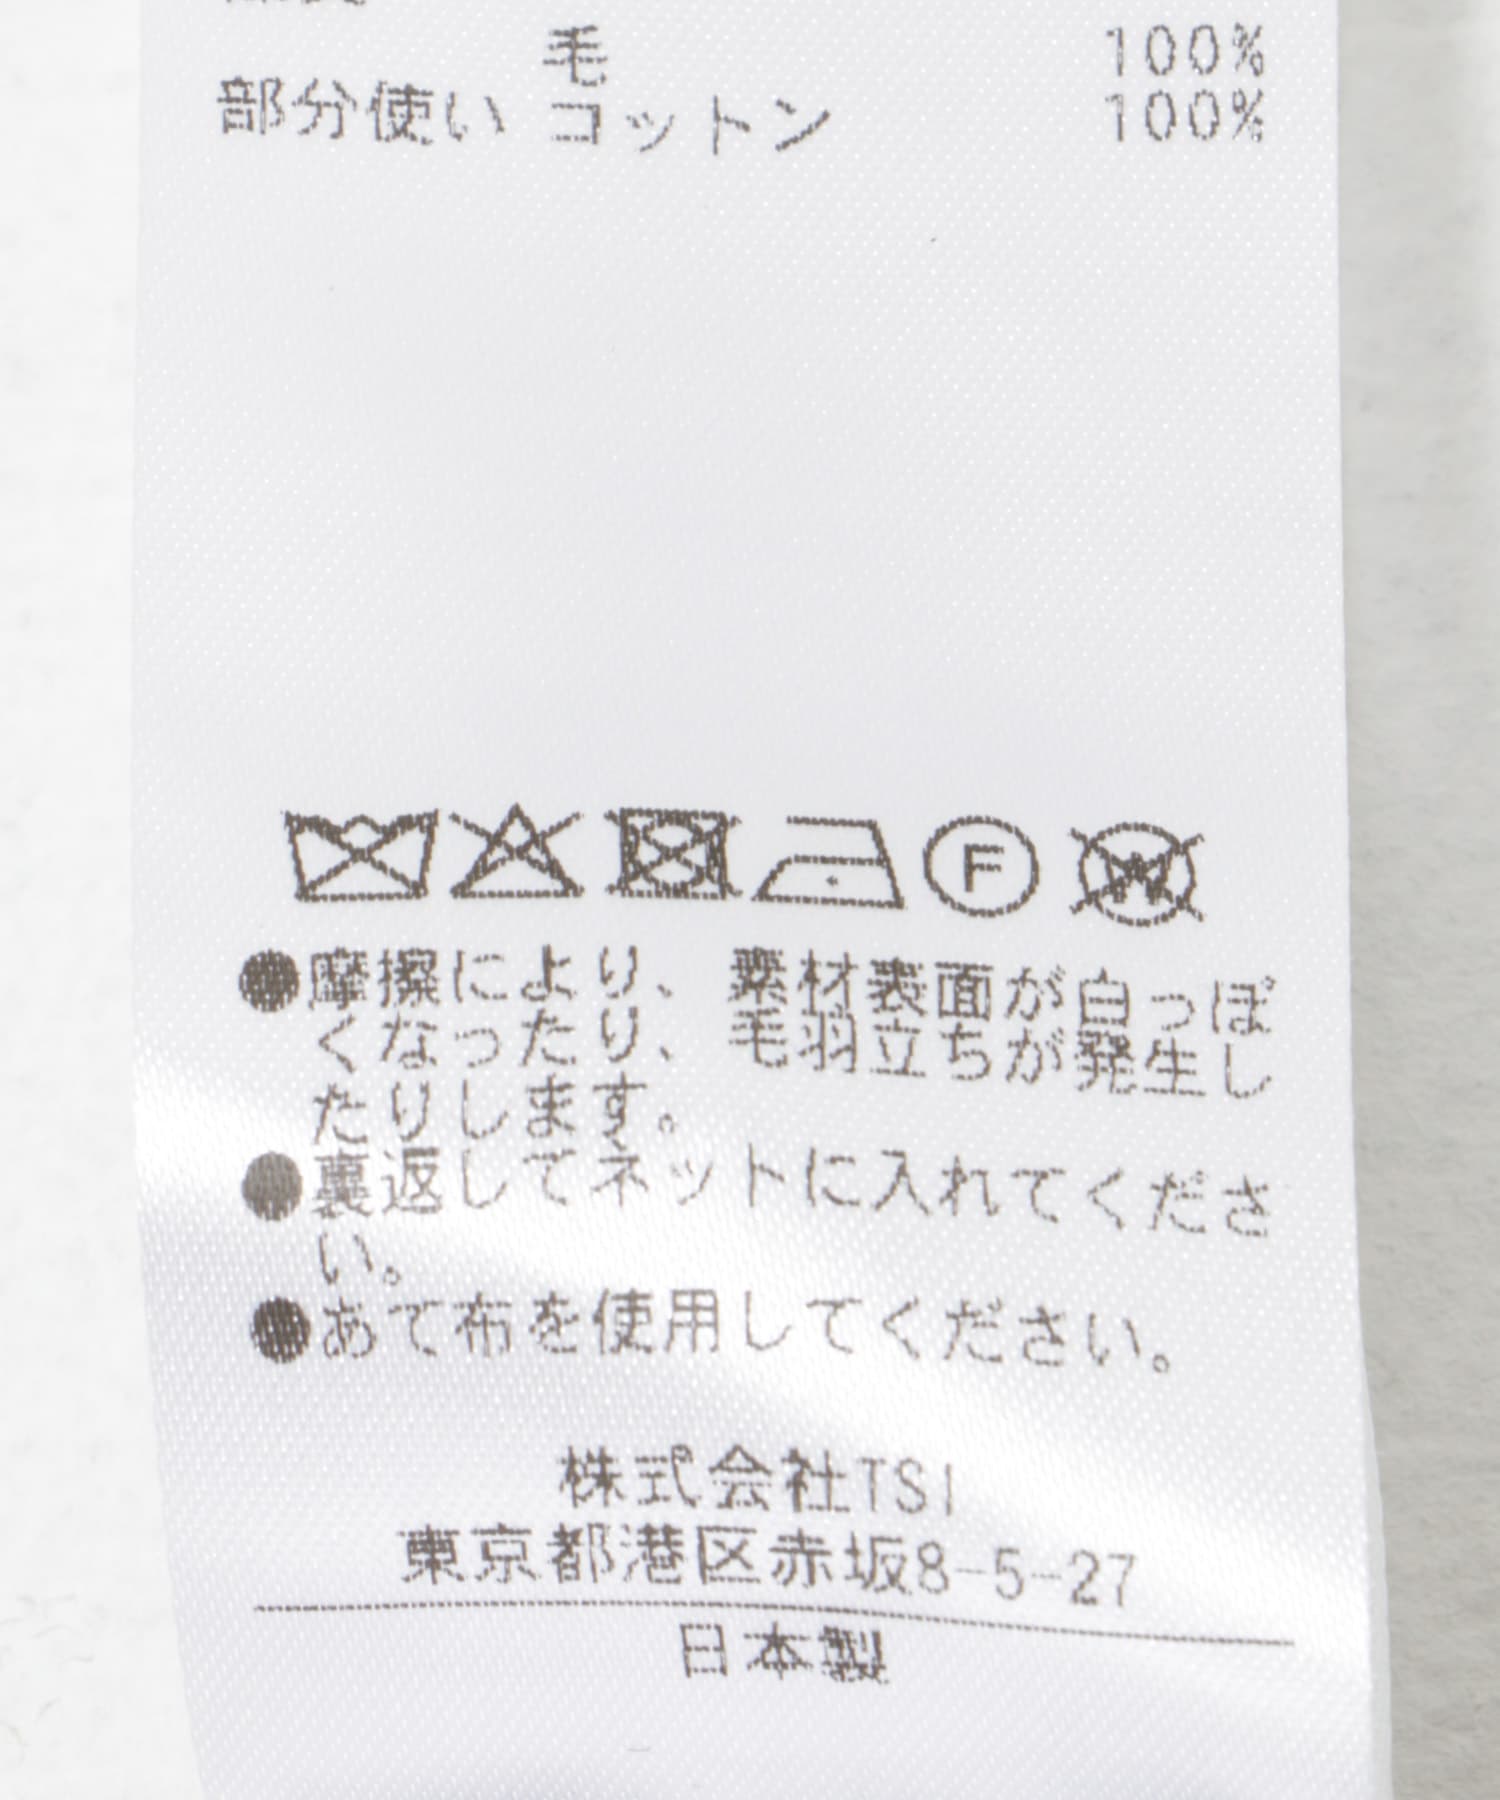 毛 100%
部分使い コットン 100%
F
W
●摩擦により、素材表面が白っぽ
くなったり、毛羽立ちが発生し
たりします。
●裏返してネットに入れてくださ
い。
●あて布を使用してください。
株式会社TSI
東京都港区赤坂8-5-27
日本製